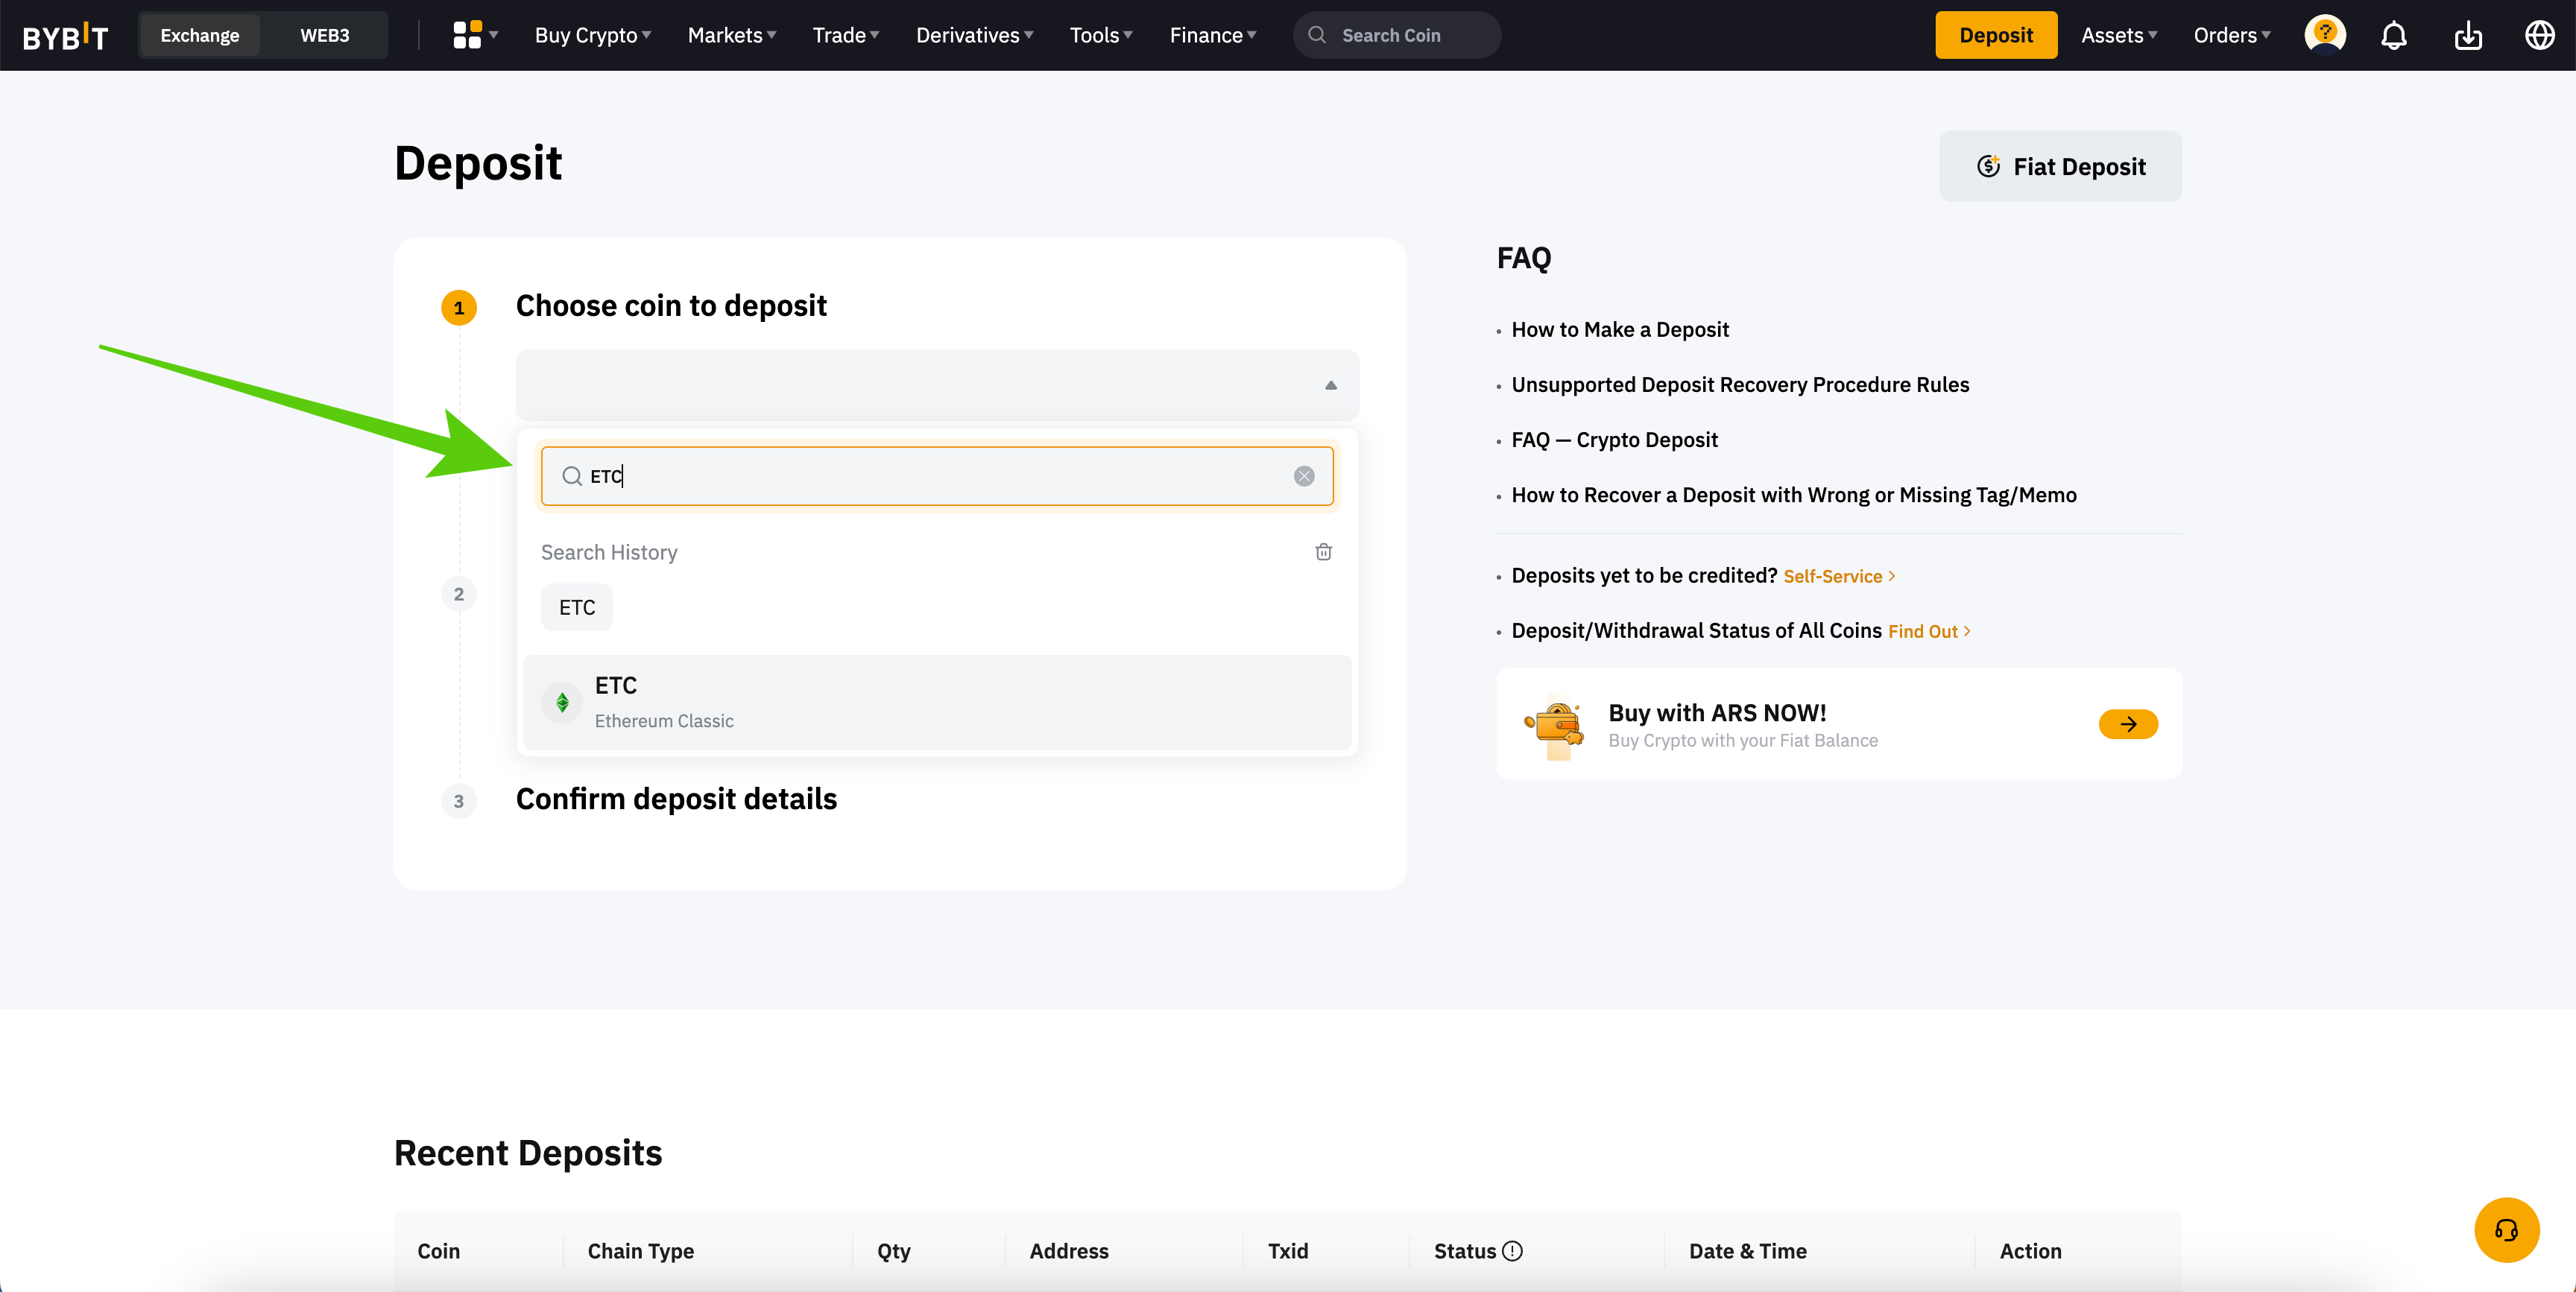 BYBIT
Exchange
WEB3
Buy Crypto
Markets
Trade
Derivatives
Tools
Finance
Search Coin
Deposit
Assets
Orders
Deposit
Fiat Deposit
1
Choose coin to deposit
ETC
Search History
ETC
2
ETC
Ethereum Classic
3
Confirm deposit details
FAQ
• How to Make a Deposit
• Unsupported Deposit Recovery Procedure Rules
• FAQ — Crypto Deposit
• How to Recover a Deposit with Wrong or Missing Tag/Memo
• Deposits yet to be credited? Self-Service >
• Deposit/Withdrawal Status of All Coins Find Out >
Buy with ARS NOW!
Buy Crypto with your Fiat Balance
Recent Deposits
Coin
Chain Type
Qty
Address
Txid
Status
Date & Time
Action